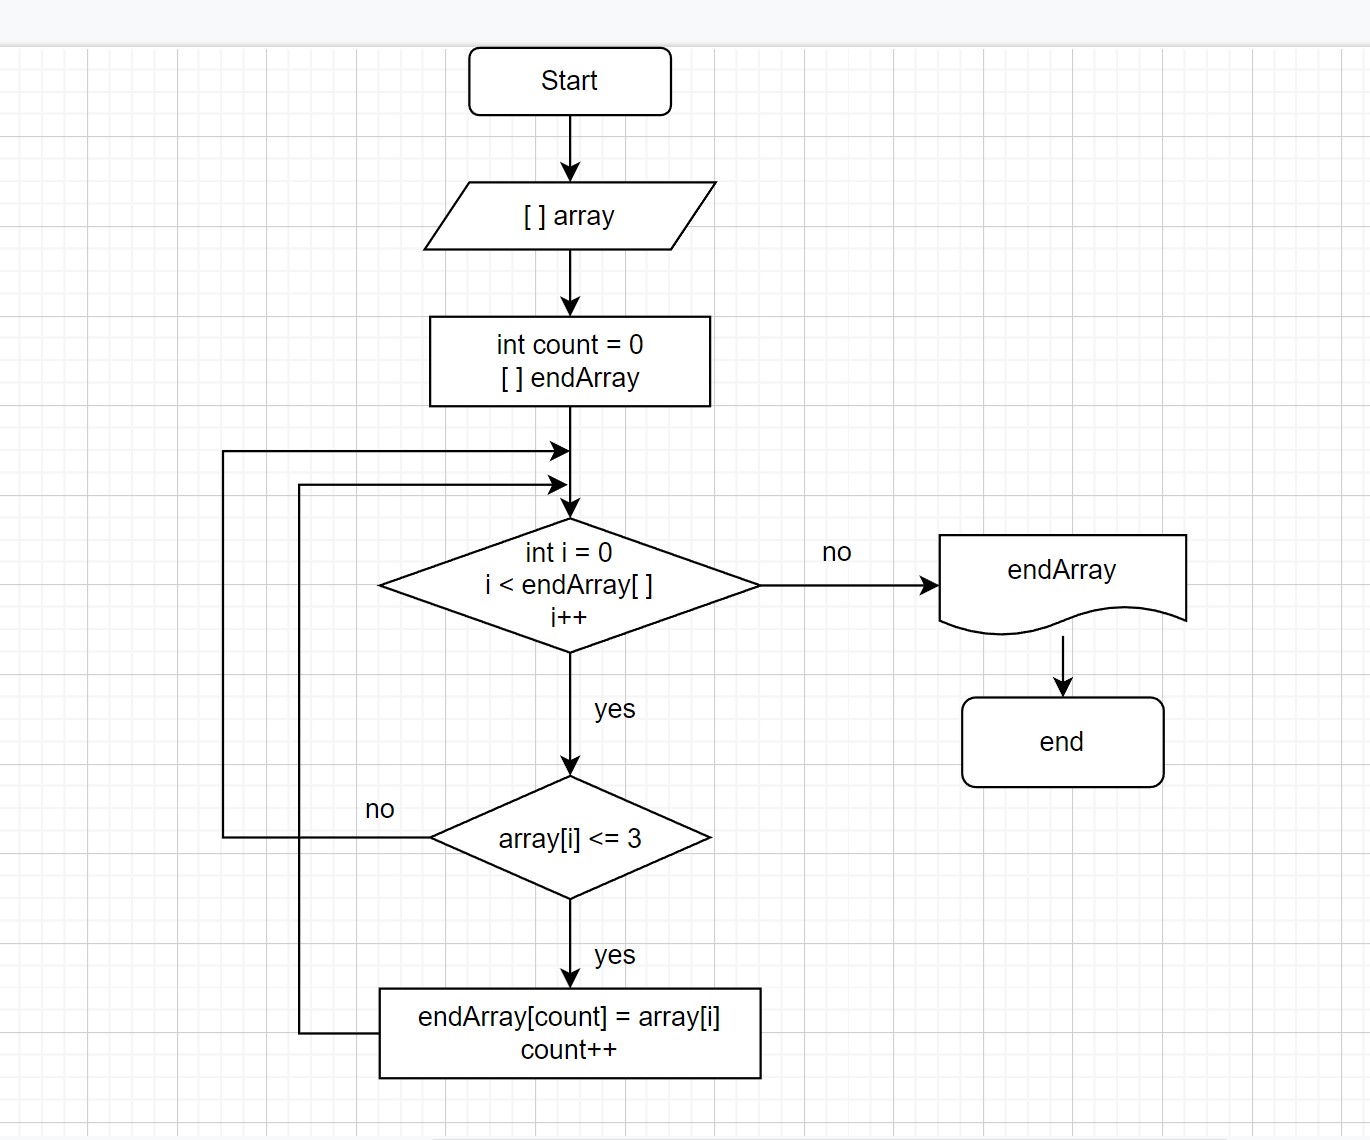 Start
[ ] array
int count = 0
[ ] endArray
int i = 0
i < endArray[ ]
i++
no
endArray
yes
end
no
array[i] <= 3
yes
endArray[count] = array[i]
count++